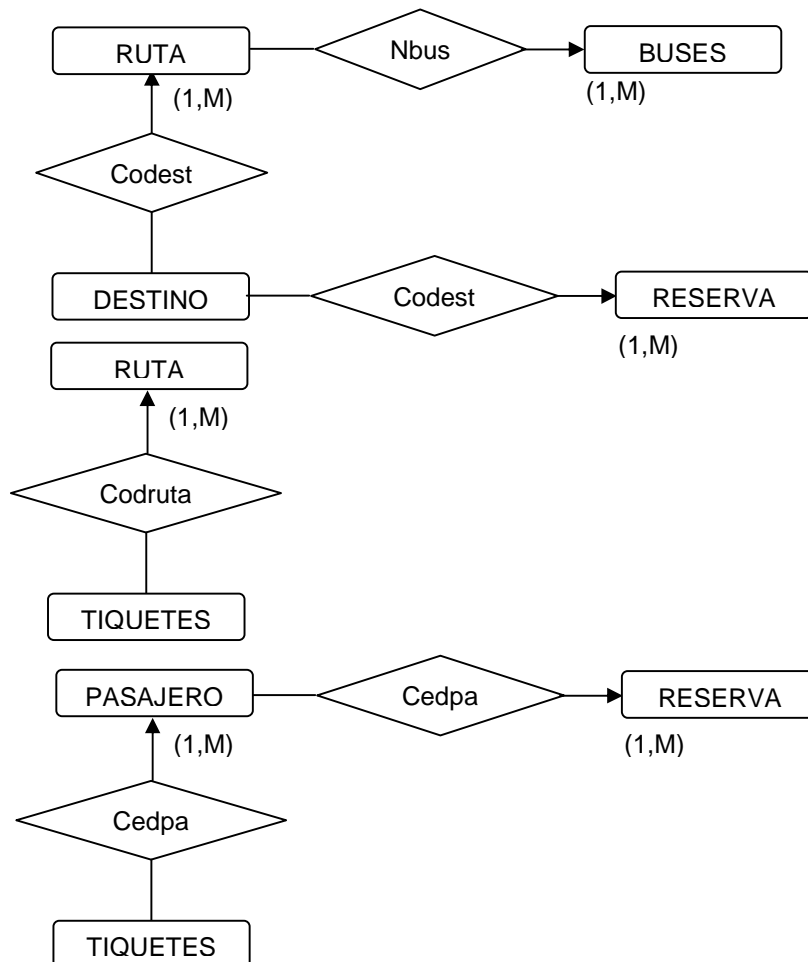 RUTA
Nbus
BUSES
(1,M)
(1,M)
Codest
DESTINO
Codest
RESERVA
(1,M)
RUTA
(1,M)
Codruta
TIQUETES
PASAJERO
Cedpa
RESERVA
(1,M)
(1,M)
Cedpa
TIQUETES